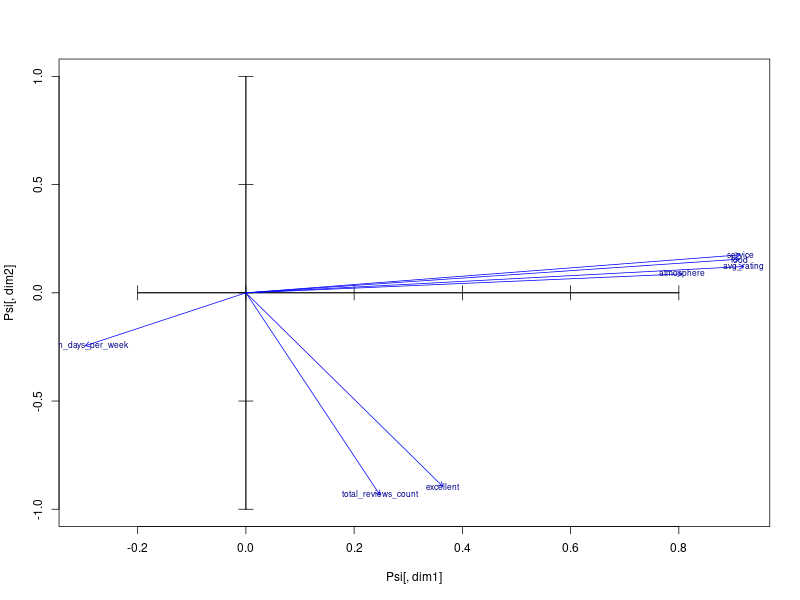 1.0
0.5
0.0
-0.5
-1.0
Psi[, dim2]
service
food
avg_rating
atmosphere
n_days_per_week
excellent
total_reviews_count
-0.2 0.0 0.2 0.4 0.6 0.8
Psi[, dim1]